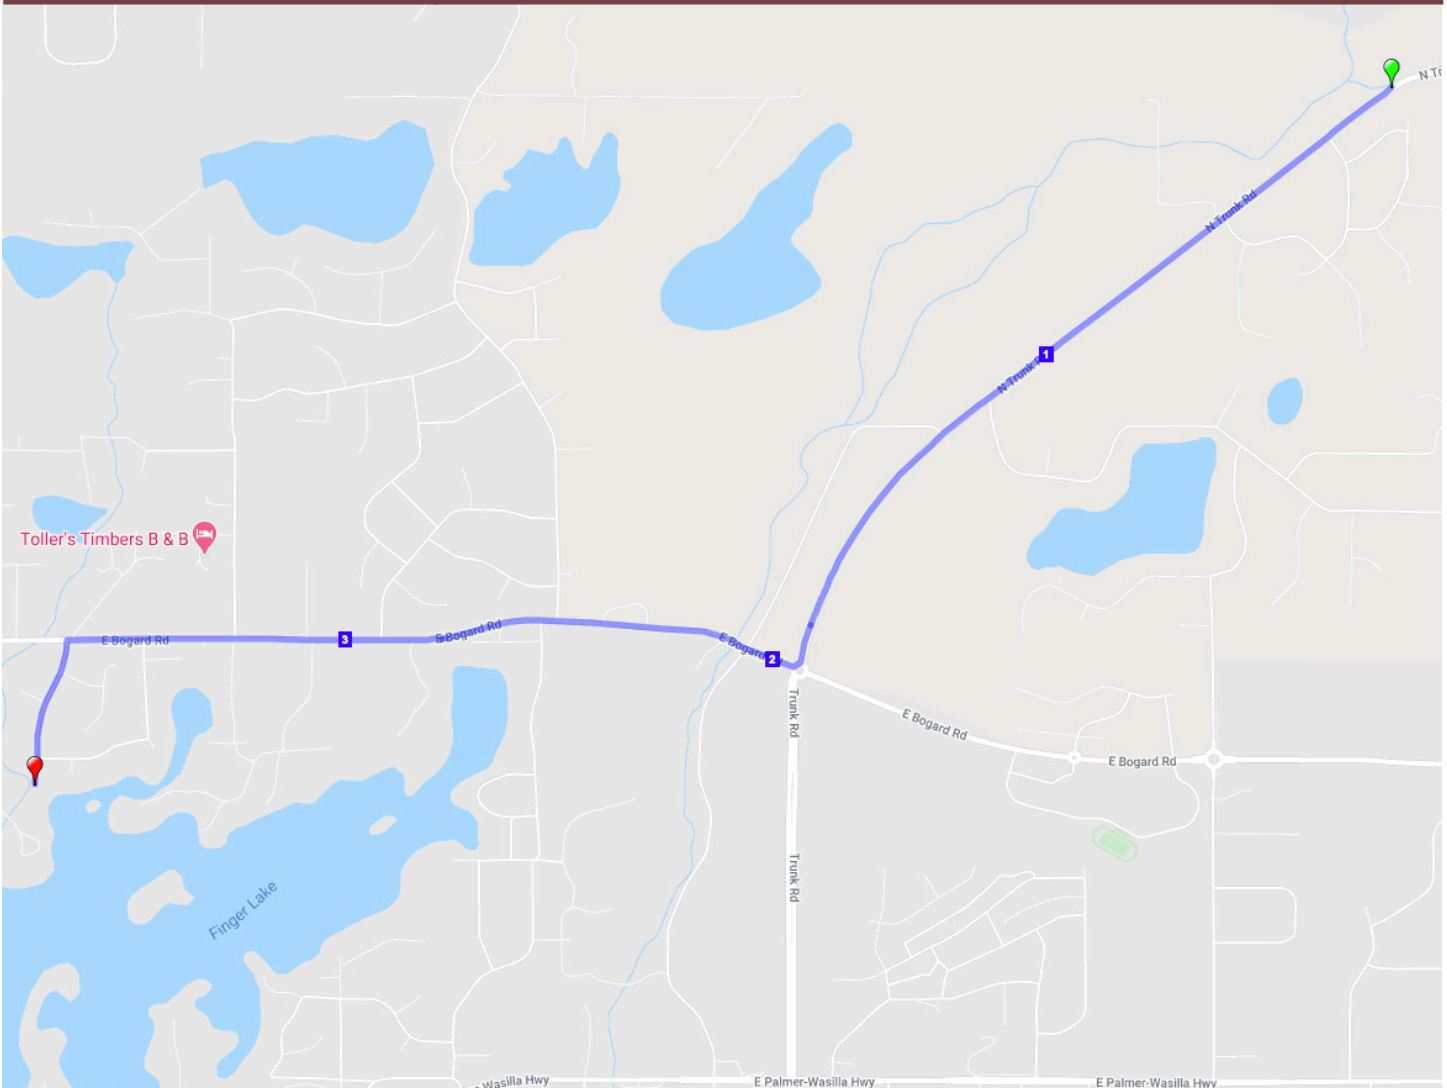 N Tr
N Trunk Rd
1
N Trunk R
Toller's Timbers B & B
E Bogard Rd
3
E Bogard Rd
E Bogard
2
Trunk Rd
E Bogard Rd
E Bogard Rd
Trunk Rd
Finger Lake
Wasilla Hwy
E Palmer-Wasilla Hwy
E Palmer-Wasilla Hwy